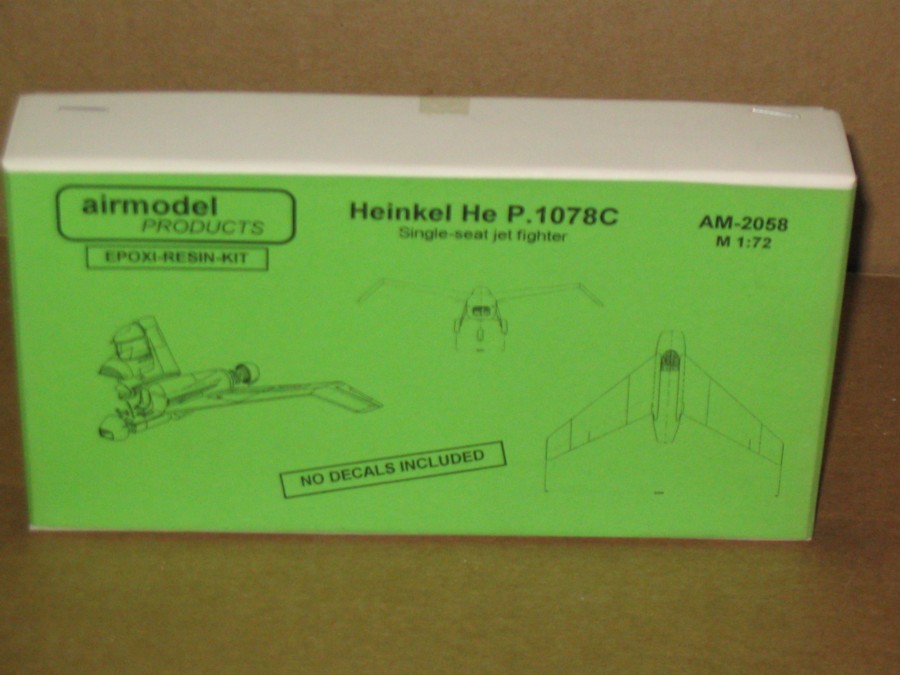 airmodel
PRODUCTS
EPOXI-RESIN-KIT
Heinkel He P.1078C
Single-seat jet fighter
AM-2058
M 1:72
NO DECALS INCLUDED